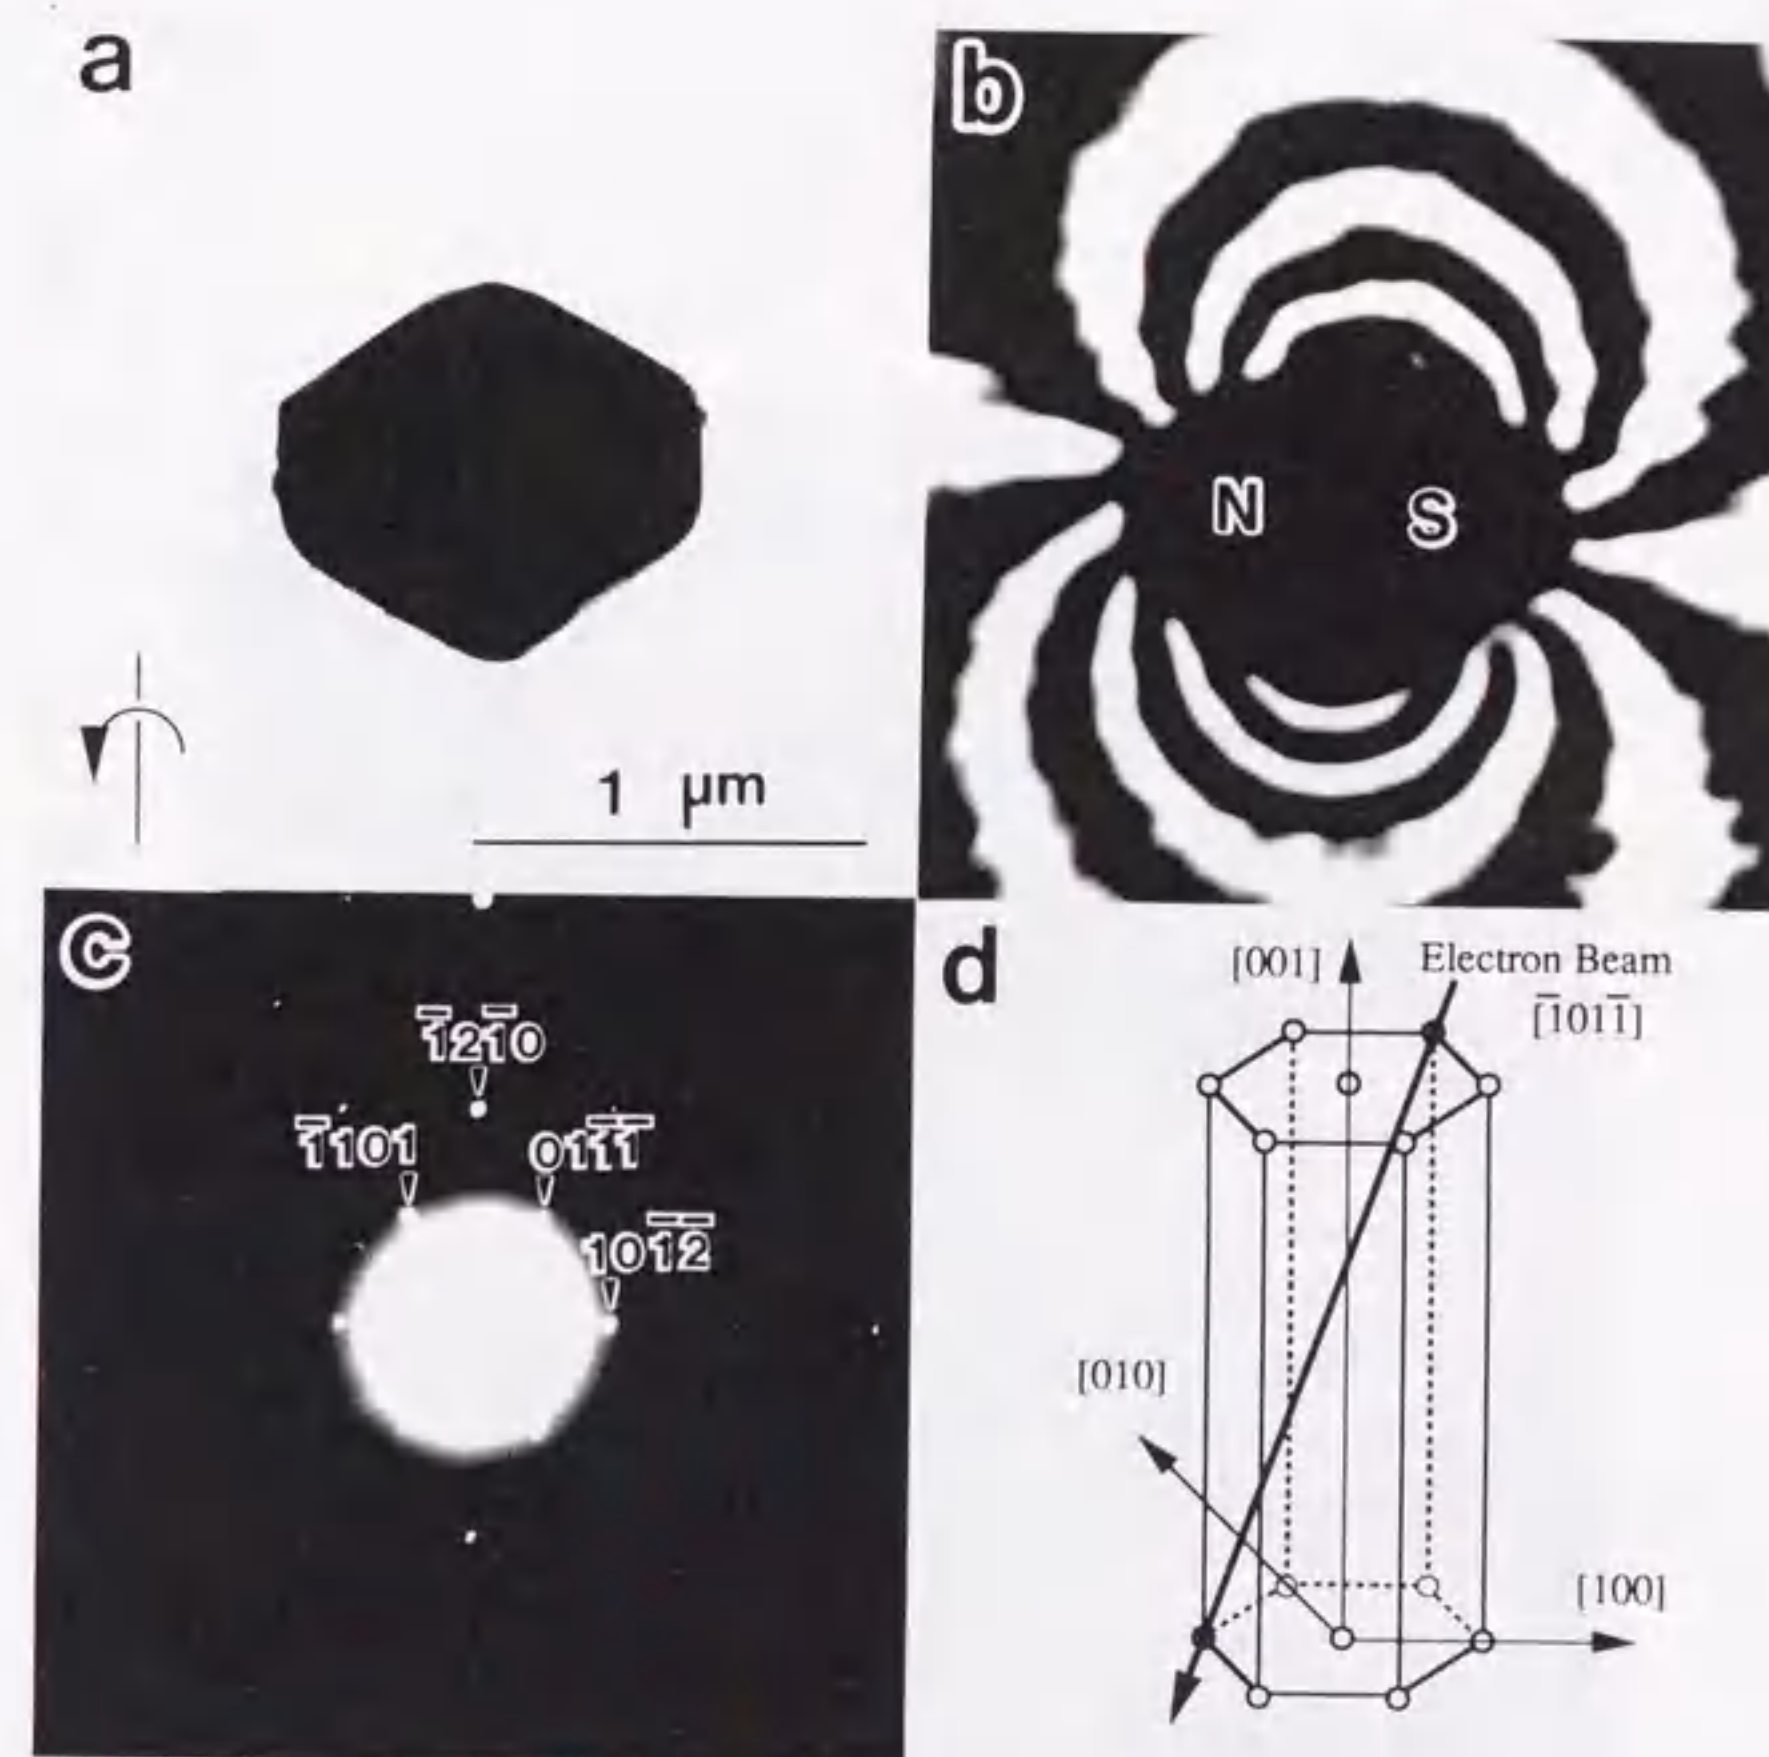 a
1 μm
b
N S
c
1̅21̅0
1̅101
011̅1̅
101̅2̅
d
[001]
Electron Beam
[1̅011̅]
[010]
[100]